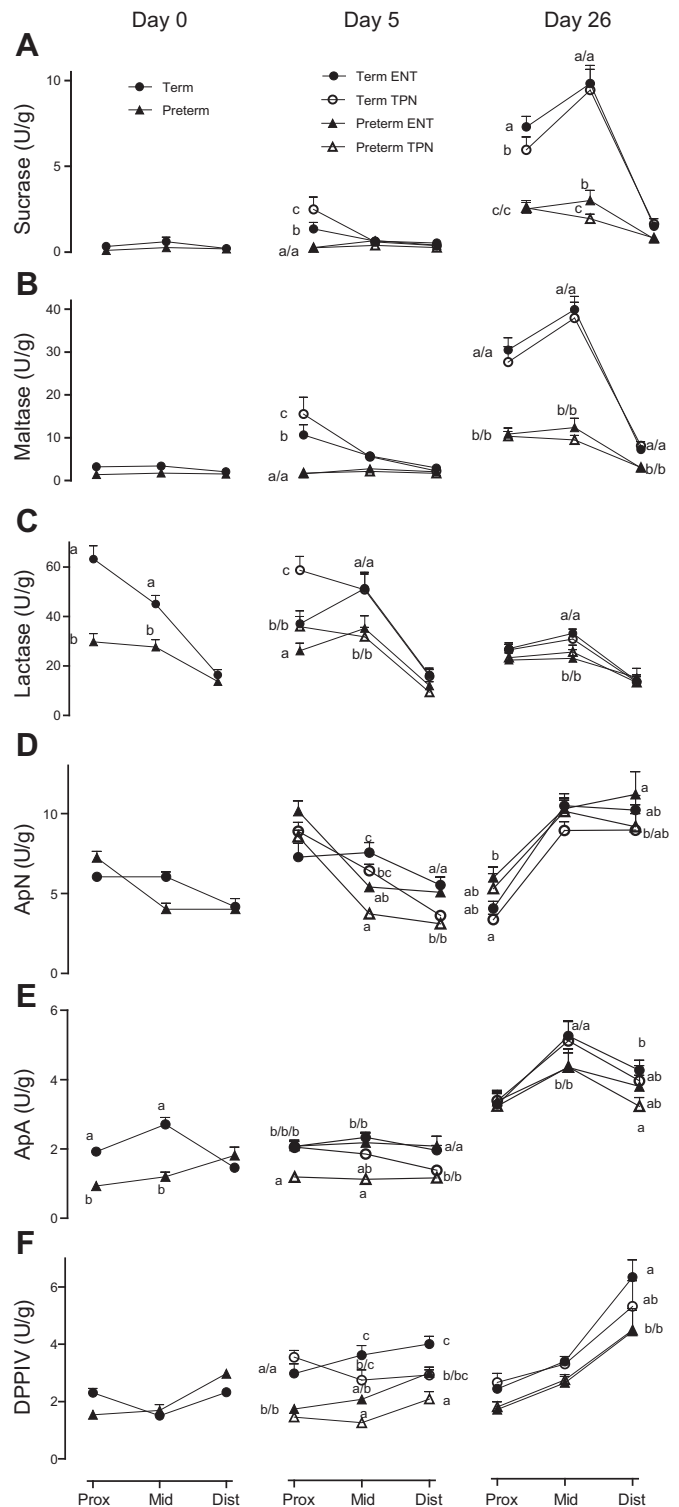 Day 0 Day 5 Day 26
A
Sucrase (U/g)
10
5
0
Term
Preterm
Term ENT
Term TPN
Preterm ENT
Preterm TPN
c
b
a/a
a/a
a
b
b
c/c
c
B
Maltase (U/g)
40
30
20
10
0
c
b
a/a
a/a
a/a
b/b
b/b
a/a
b/b
C
Lactase (U/g)
60
40
20
0
a
a
b
b
c
a/a
b/b
a
b/b
a/a
b/b
D
ApN (U/g)
10
5
0
c
bc
ab
a
a/a
b/b
a
ab
b/ab
b
ab
ab
a
E
ApA (U/g)
6
4
2
0
a
a
b
b
b/b/b
b/b
a/a
ab
b/b
a
a
a/a
b
b/b
ab
ab
a
F
DPPIV (U/g)
6
4
2
0
c
c
a/a
b/c
b/bc
a/b
b/b
a
a
a
ab
b/b
Prox Mid Dist Prox Mid Dist Prox Mid Dist